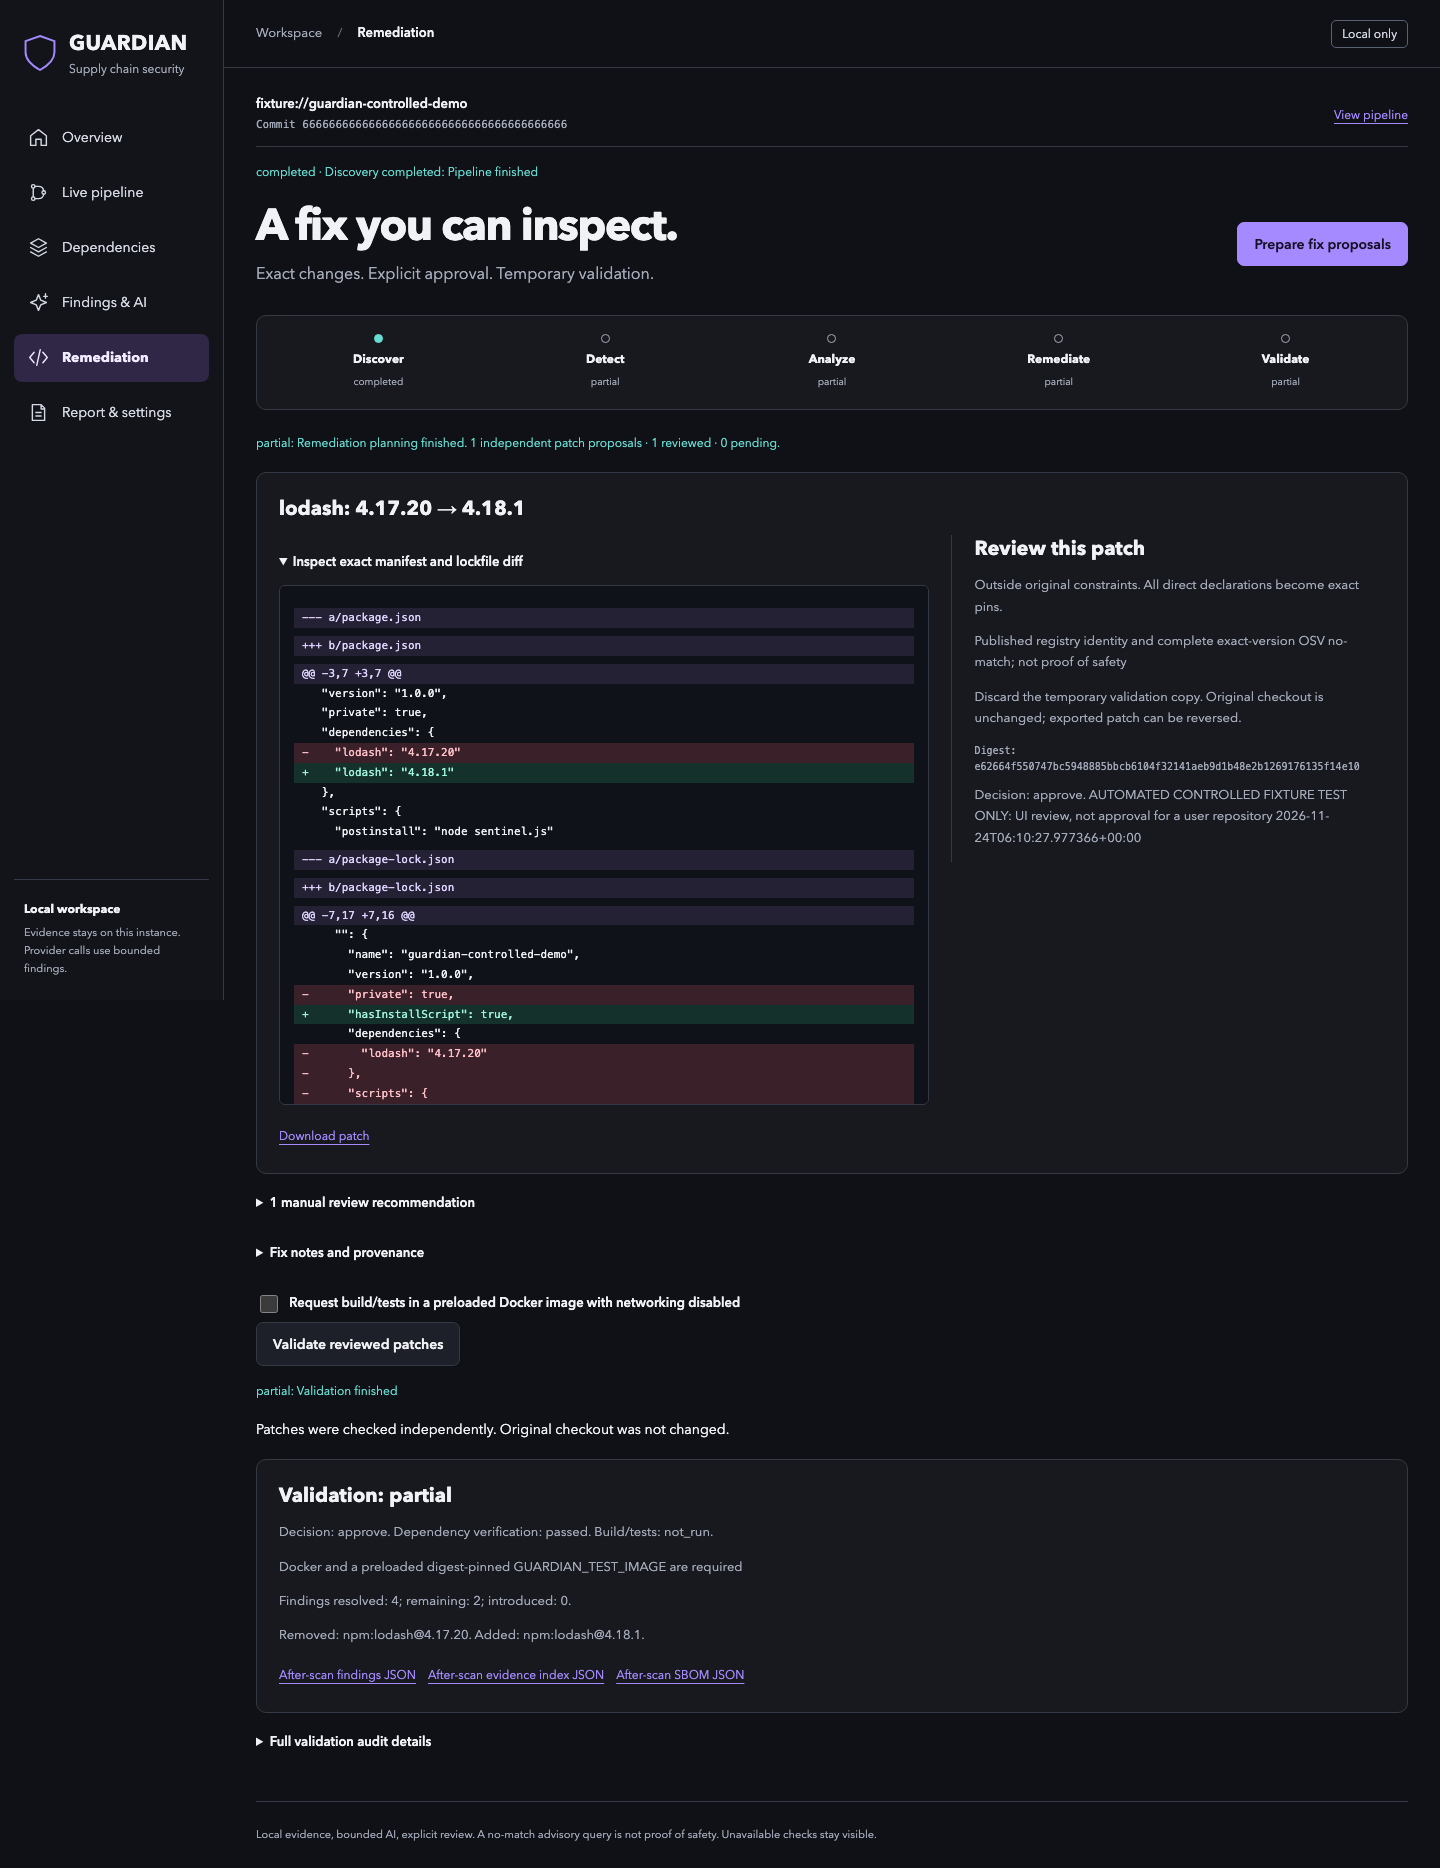 GUARDIAN
Supply chain security
Overview
Live pipeline
Dependencies
Findings & AI
Remediation
Report & settings
Local workspace
Evidence stays on this instance.
Provider calls use bounded
findings.
Workspace / Remediation
Local only
fixture://guardian-controlled-demo
View pipeline
completed · Discovery completed: Pipeline finished
A fix you can inspect.
Exact changes. Explicit approval. Temporary validation.
Prepare fix proposals
Discover
completed
Detect
partial
Analyze
partial
Remediate
partial
Validate
partial
partial: Remediation planning finished. 1 independent patch proposals · 1 reviewed · 0 pending.
lodash: 4.17.20 → 4.18.1
▼ Inspect exact manifest and lockfile diff
--- a/package.json
+++ b/package.json
@@ -3,7 +3,7 @@
"version": "1.0.0",
"private": true,
"dependencies": {
- "lodash": "4.17.20"
+ "lodash": "4.18.1"
},
"scripts": {
"postinstall": "node sentinel.js"
--- a/package-lock.json
+++ b/package-lock.json
@@ -7,17 +7,16 @@
"": {
"name": "guardian-controlled-demo",
"version": "1.0.0",
- "private": true,
+ "hasInstallScript": true,
"dependencies": {
- "lodash": "4.17.20"
- },
- "scripts": {
Download patch
Review this patch
Outside original constraints. All direct declarations become exact
pins.
Published registry identity and complete exact-version OSV no-
match; not proof of safety
Discard the temporary validation copy. Original checkout is
unchanged; exported patch can be reversed.
Digest:
e62664f550747bc5948885bbcb6104f32141aeb9d1b48e2b1269176135f14e10
Decision: approve. AUTOMATED CONTROLLED FIXTURE TEST
ONLY: UI review, not approval for a user repository 2026-11-
24T06:10:27.977366+00:00
▶ 1 manual review recommendation
▶ Fix notes and provenance
Request build/tests in a preloaded Docker image with networking disabled
Validate reviewed patches
partial: Validation finished
Patches were checked independently. Original checkout was not changed.
Validation: partial
Decision: approve. Dependency verification: passed. Build/tests: not_run.
Docker and a preloaded digest-pinned GUARDIAN_TEST_IMAGE are required
Findings resolved: 4; remaining: 2; introduced: 0.
Removed: npm:lodash@4.17.20. Added: npm:lodash@4.18.1.
After-scan findings JSON After-scan evidence index JSON After-scan SBOM JSON
▶ Full validation audit details
Local evidence, bounded AI, explicit review. A no-match advisory query is not proof of safety. Unavailable checks stay visible.